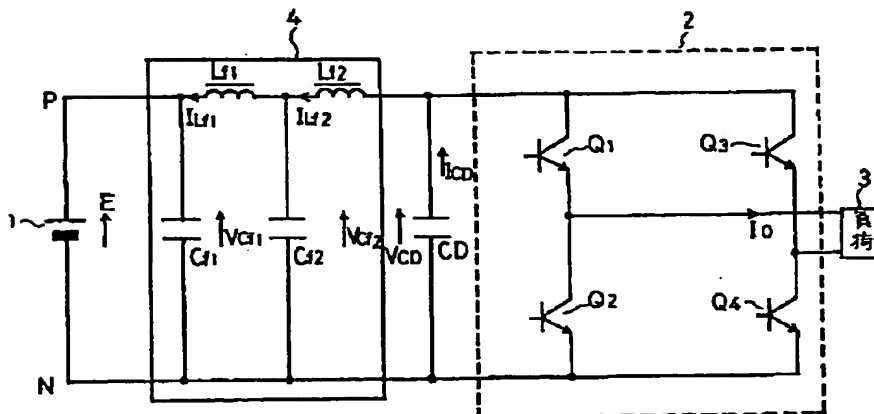 4
2
P
Lf1
Lf2
ILf1
ILf2
ICD
Q1
Q3
3
1
E
VCf1
VCf2
VCD
CD
ID
負荷
Cf1
Cf2
Q2
Q4
N